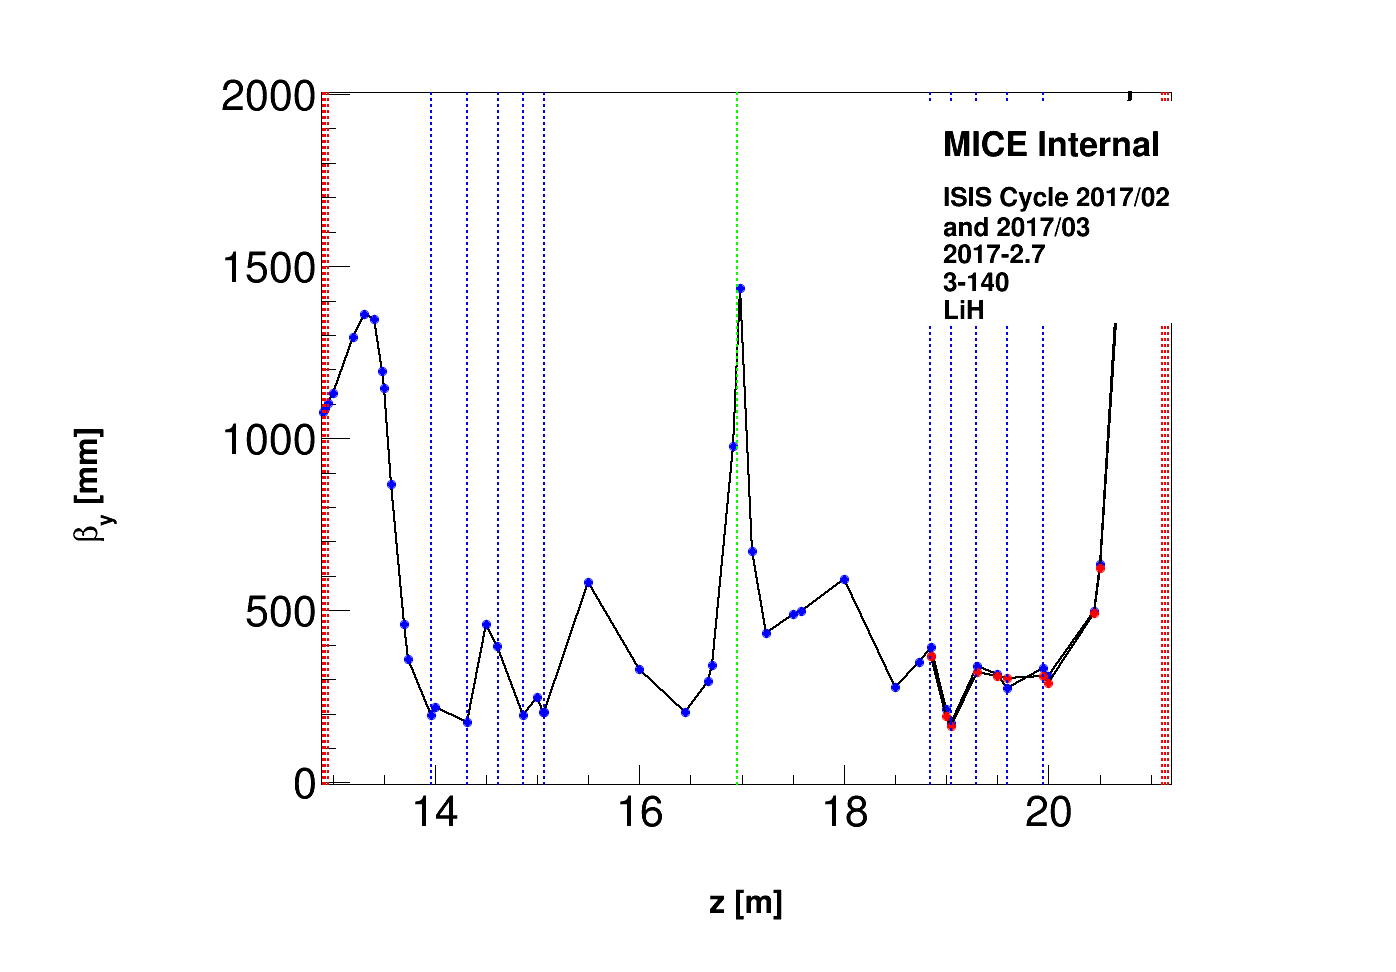 2000
1500
1000
500
0
14 16 18 20
β_y [mm]
z [m]
MICE Internal
ISIS Cycle 2017/02
and 2017/03
2017-2.7
3-140
LiH